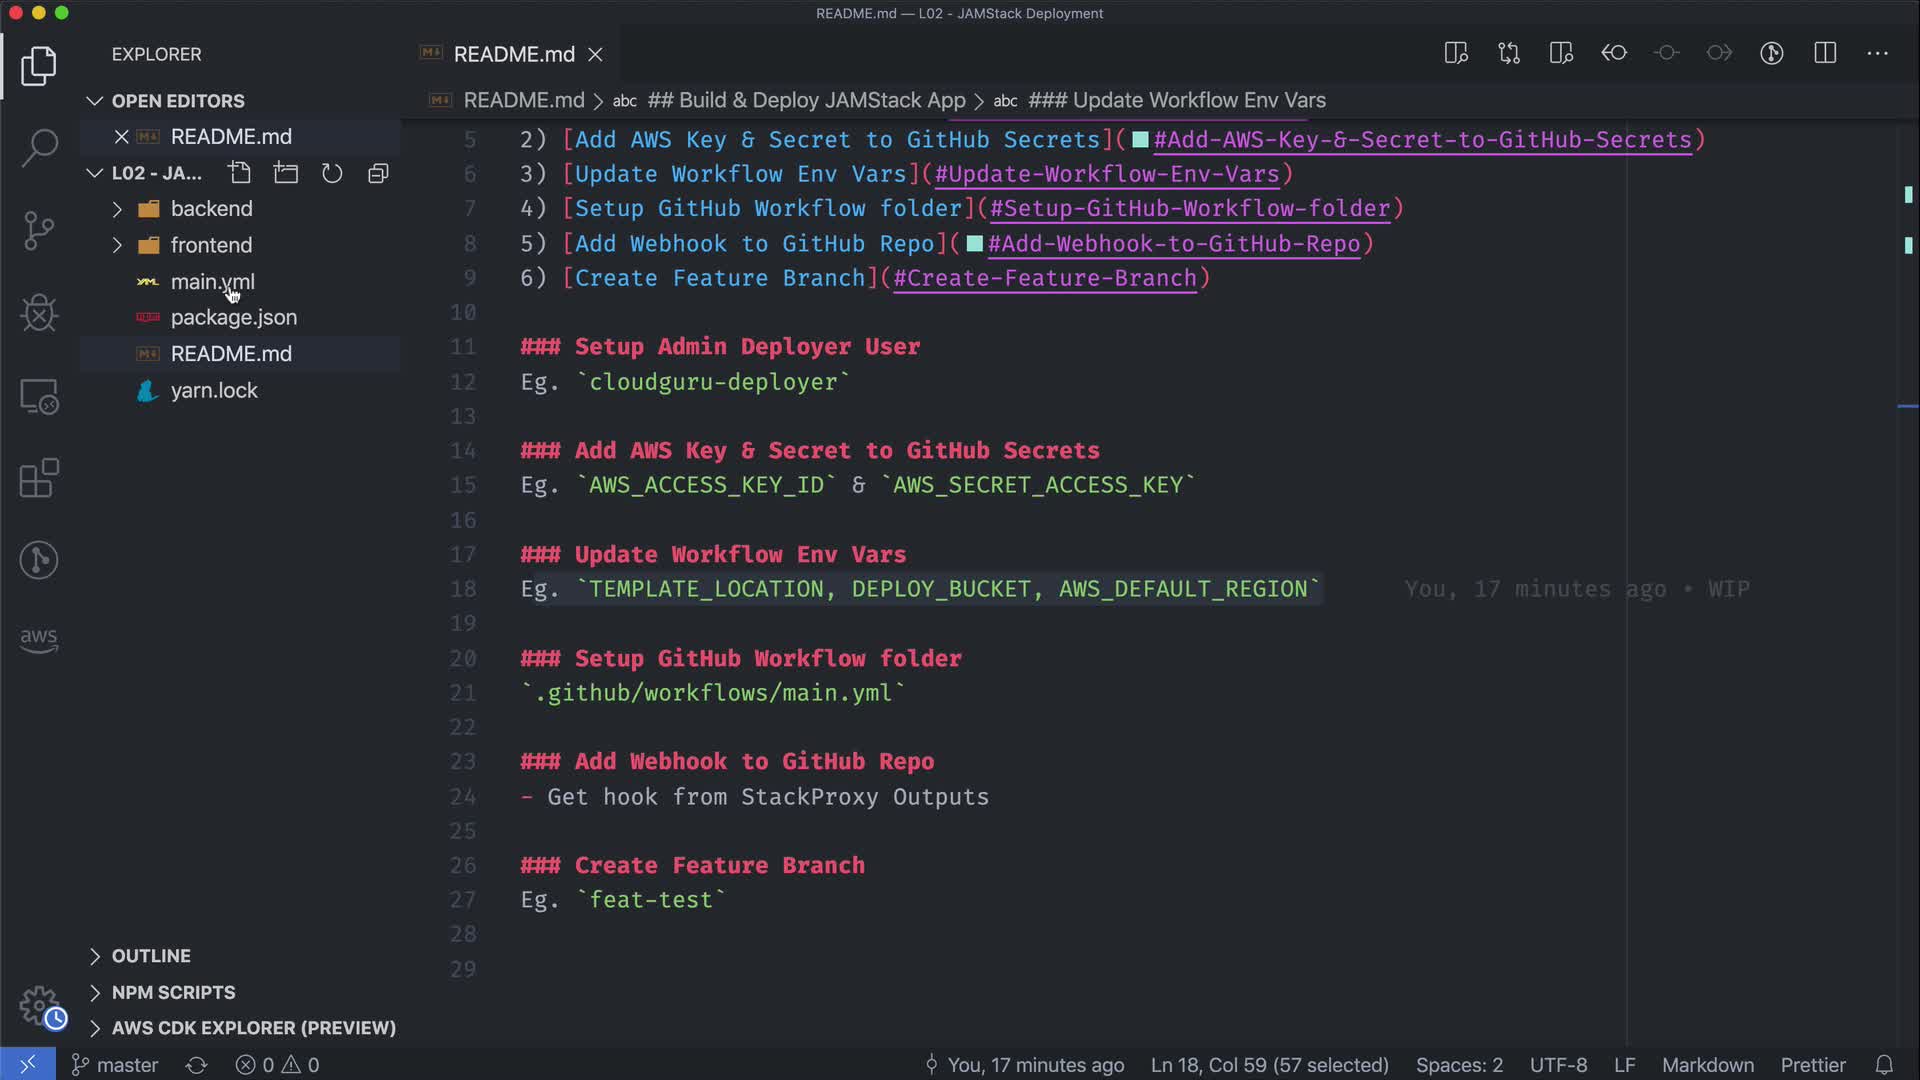 README.md — L02 - JAMStack Deployment
EXPLORER
README.md
OPEN EDITORS
README.md > abc ## Build & Deploy JAMStack App > abc ### Update Workflow Env Vars
README.md
L02 - JA...
backend
frontend
main.yml
package.json
README.md
yarn.lock
5 2) [Add AWS Key & Secret to GitHub Secrets](#Add-AWS-Key-&-Secret-to-GitHub-Secrets)
6 3) [Update Workflow Env Vars](#Update-Workflow-Env-Vars)
7 4) [Setup GitHub Workflow folder](#Setup-GitHub-Workflow-folder)
8 5) [Add Webhook to GitHub Repo](#Add-Webhook-to-GitHub-Repo)
9 6) [Create Feature Branch](#Create-Feature-Branch)
10
11 ### Setup Admin Deployer User
12 Eg. `cloudguru-deployer`
13
14 ### Add AWS Key & Secret to GitHub Secrets
15 Eg. `AWS_ACCESS_KEY_ID` & `AWS_SECRET_ACCESS_KEY`
16
17 ### Update Workflow Env Vars
18 Eg. `TEMPLATE_LOCATION, DEPLOY_BUCKET, AWS_DEFAULT_REGION` You, 17 minutes ago • WIP
19
20 ### Setup GitHub Workflow folder
21 `.github/workflows/main.yml`
22
23 ### Add Webhook to GitHub Repo
24 - Get hook from StackProxy Outputs
25
26 ### Create Feature Branch
27 Eg. `feat-test`
28
29
aws
OUTLINE
NPM SCRIPTS
AWS CDK EXPLORER (PREVIEW)
master 0 0 You, 17 minutes ago Ln 18, Col 59 (57 selected) Spaces: 2 UTF-8 LF Markdown Prettier